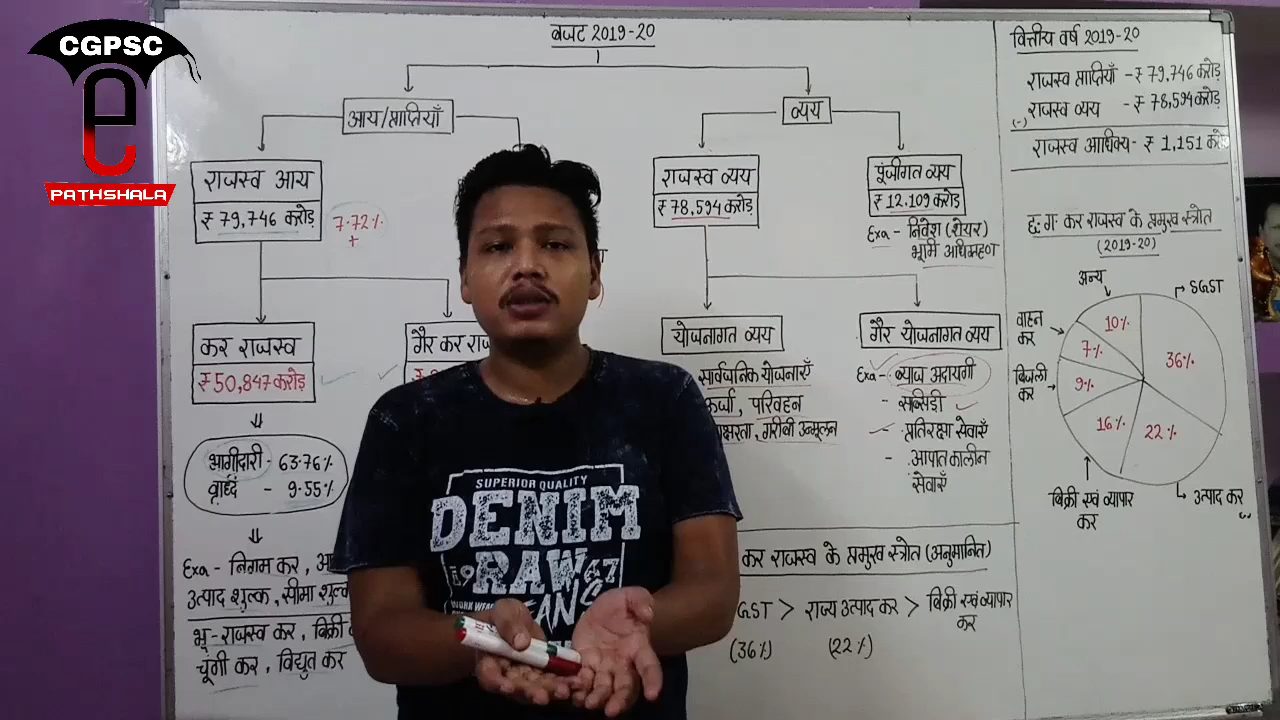 CGPSC
e
PATHSHALA
बजट 2019-20
आय/प्राप्तियाँ
व्यय
राजस्व आय
₹ 79,746 करोड़
7.72%
+
राजस्व व्यय
₹ 78,594 करोड़
पूंजीगत व्यय
₹ 12,109 करोड़
Exa - निवेश (शेयर)
भूमि अधिग्रहण
कर राजस्व
₹ 50,847 करोड़
गैर कर
योजनागत व्यय
सार्वजनिक योजनाएँ
ऊर्जा, परिवहन
गरीबी उन्मूलन
गैर योजनागत व्यय
Exa - ब्याज अदायगी
- सब्सिडी
- प्रतिरक्षा सेवाएँ
- आपातकालीन
सेवाएँ
भागीदारी - 63.76%
वृद्धि - 9.55%
Exa - निगम कर,
उत्पाद शुल्क, सीमा शुल्क
भू-राजस्व कर, बिक्री
चूंगी कर, विद्युत कर
कर राजस्व के प्रमुख स्त्रोत (अनुमानित)
GST > राज्य उत्पाद कर > बिक्री एवं व्यापार
कर
(36%) (22%)
वित्तीय वर्ष 2019-20
राजस्व प्राप्तियाँ - ₹ 79,746 करोड़
(-) राजस्व व्यय - ₹ 78,594 करोड़
राजस्व आधिक्य - ₹ 1,151
छ.ग. कर राजस्व के प्रमुख स्त्रोत
(2019-20)
अन्य
SGST
वाहन
कर
बिजली
कर
10%
7%
9%
16%
22%
36%
बिक्री एवं व्यापार
कर
उत्पाद कर
SUPERIOR QUALITY
DENIM
RAW